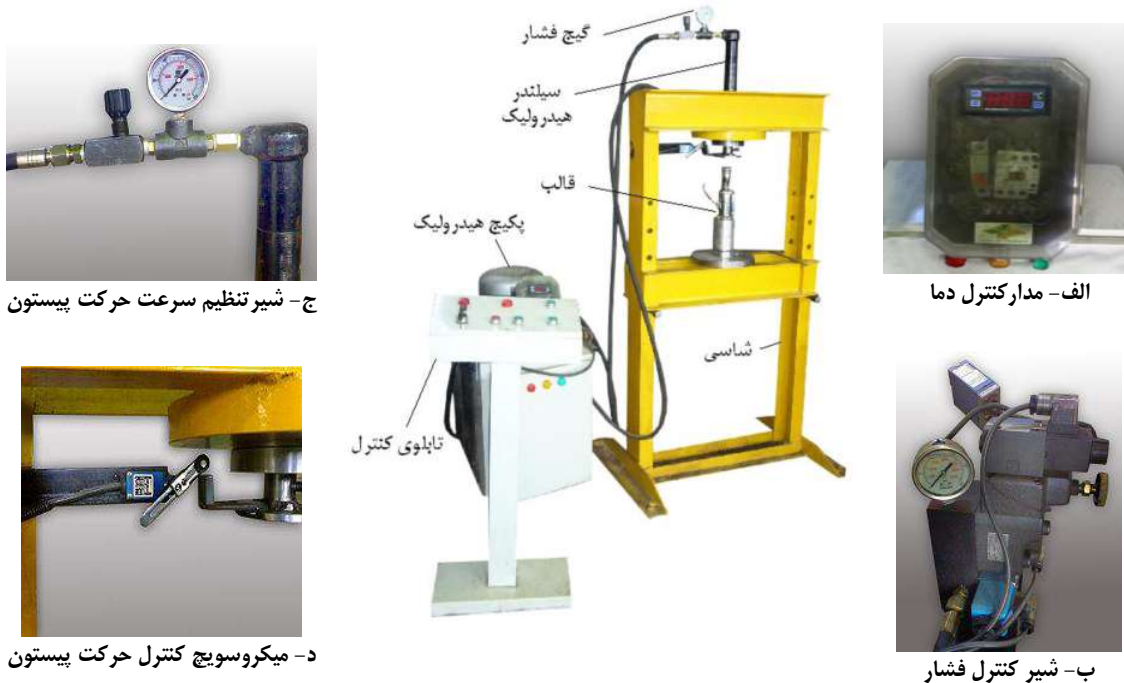 گیج فشار
سیلندر
هیدرولیک
قالب
پکیج هیدرولیک
شاسی
تابلوی کنترل
الف- مدارکنترل دما
ب- شیر کنترل فشار
ج- شیرتنظیم سرعت حرکت پیستون
د- میکروسویچ کنترل حرکت پیستون